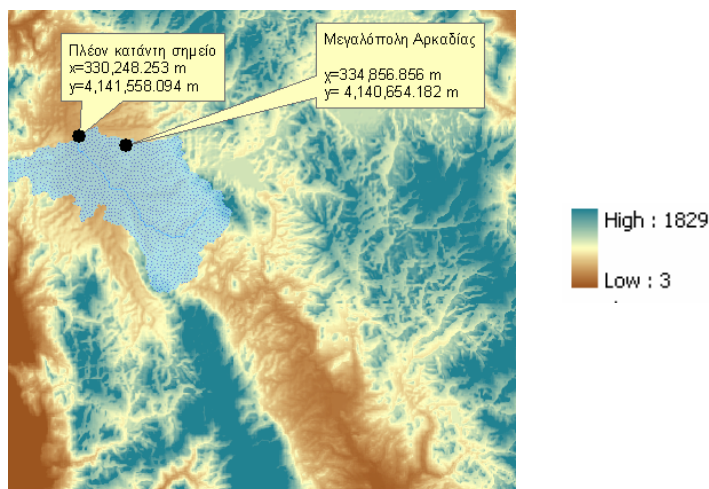 Πλέον κατάντη σημείο
x=330,248.253 m
y=4,141,558.094 m
Μεγαλόπολη Αρκαδίας
χ=334,856.856 m
y= 4,140,654.182 m
High : 1829
Low : 3